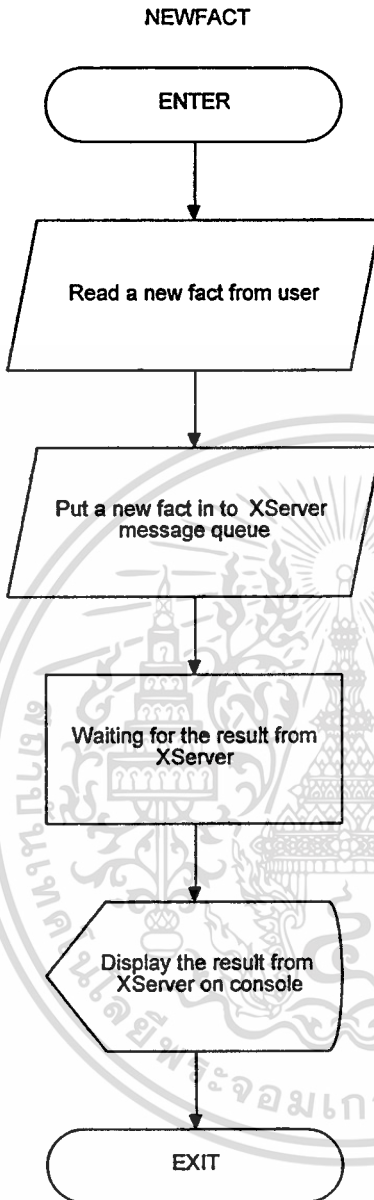 NEWFACT
ENTER
Read a new fact from user
Put a new fact in to XServer
message queue
Waiting for the result from
XServer
Display the result from
XServer on console
EXIT